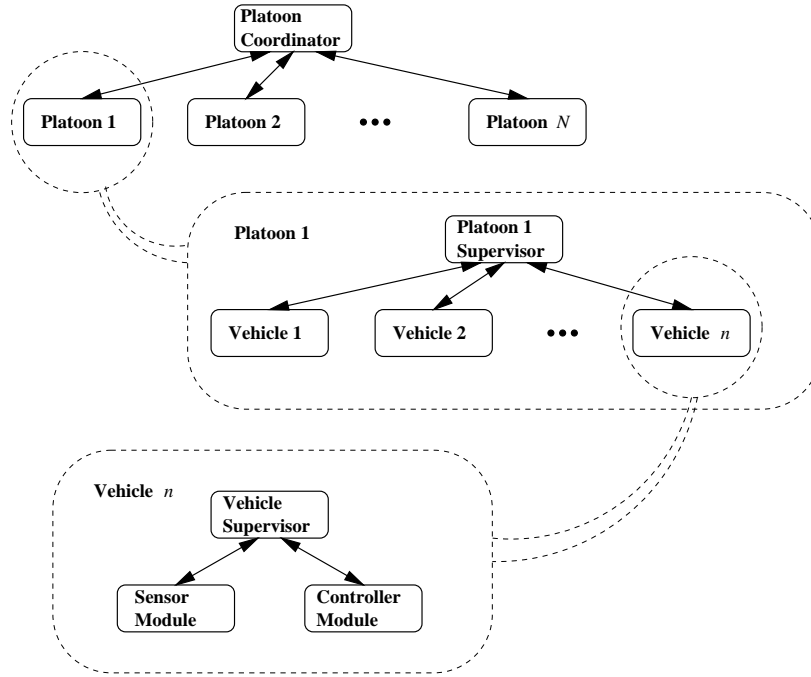 Platoon
Coordinator
Platoon 1
Platoon 2
•••
Platoon N
Platoon 1
Platoon 1
Supervisor
Vehicle 1
Vehicle 2
•••
Vehicle n
Vehicle n
Vehicle
Supervisor
Sensor
Module
Controller
Module